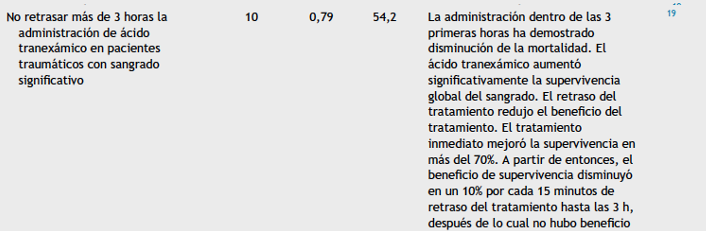 No retrasar más de 3 horas la
administración de ácido
tranexámico en pacientes
traumáticos con sangrado
significativo
10
0,79
54,2
La administración dentro de las 3
primeras horas ha demostrado
disminución de la mortalidad. El
ácido tranexámico aumentó
significativamente la supervivencia
global del sangrado. El retraso del
tratamiento redujo el beneficio del
tratamiento. El tratamiento
inmediato mejoró la supervivencia en
más del 70%. A partir de entonces, el
beneficio de supervivencia disminuyó
en un 10% por cada 15 minutos de
retraso del tratamiento hasta las 3 h,
después de lo cual no hubo beneficio
19